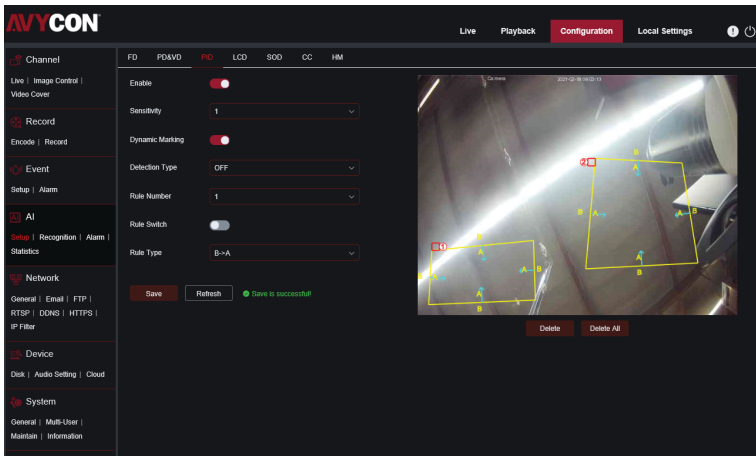 AVYCON
Live Playback Configuration Local Settings
Channel
Live | Image Control |
Video Cover
Record
Encode | Record
Event
Setup | Alarm
AI
Setup | Recognition | Alarm |
Statistics
Network
General | Email | FTP |
RTSP | DDNS | HTTPS |
IP Filter
Device
Disk | Audio Setting | Cloud
System
General | Multi-User |
Maintain | Information
FD PD&VD PID LCD SOD CC HM
Enable
Sensitivity 1
Dynamic Marking
Detection Type OFF
Rule Number 1
Rule Switch
Rule Type B->A
Save Refresh Save is successful!
Camera
2
B
A
B A A B
A
B
1
B
A
B A A B
A
B
Delete Delete All